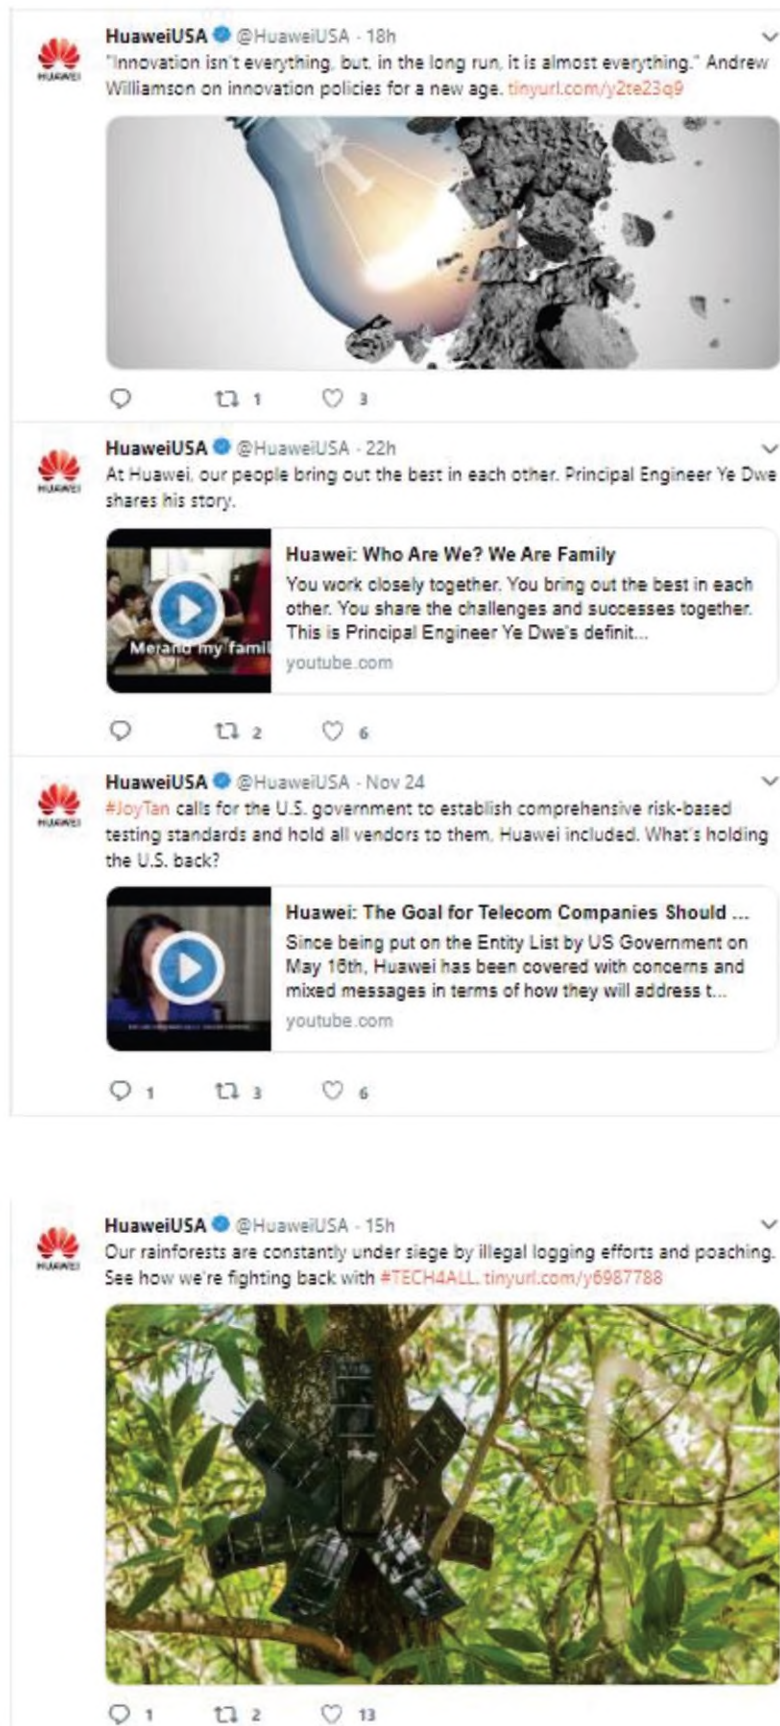 HuaweiUSA @HuaweiUSA · 18h
HUAWEI
"Innovation isn't everything, but, in the long run, it is almost everything." Andrew
Williamson on innovation policies for a new age. tinyurl.com/y2te23q9
1 3
HuaweiUSA @HuaweiUSA · 22h
HUAWEI
At Huawei, our people bring out the best in each other. Principal Engineer Ye Dwe
shares his story.
Huawei: Who Are We? We Are Family
You work closely together. You bring out the best in each
other. You share the challenges and successes together.
This is Principal Engineer Ye Dwe's definit...
youtube.com
Me and my famil
2 6
HuaweiUSA @HuaweiUSA · Nov 24
HUAWEI
#JoyTan calls for the U.S. government to establish comprehensive risk-based
testing standards and hold all vendors to them, Huawei included. What's holding
the U.S. back?
Huawei: The Goal for Telecom Companies Should ...
Since being put on the Entity List by US Government on
May 16th, Huawei has been covered with concerns and
mixed messages in terms of how they will address t...
youtube.com
1 3 6
HuaweiUSA @HuaweiUSA · 15h
HUAWEI
Our rainforests are constantly under siege by illegal logging efforts and poaching.
See how we're fighting back with #TECH4ALL. tinyurl.com/y6987788
1 2 13